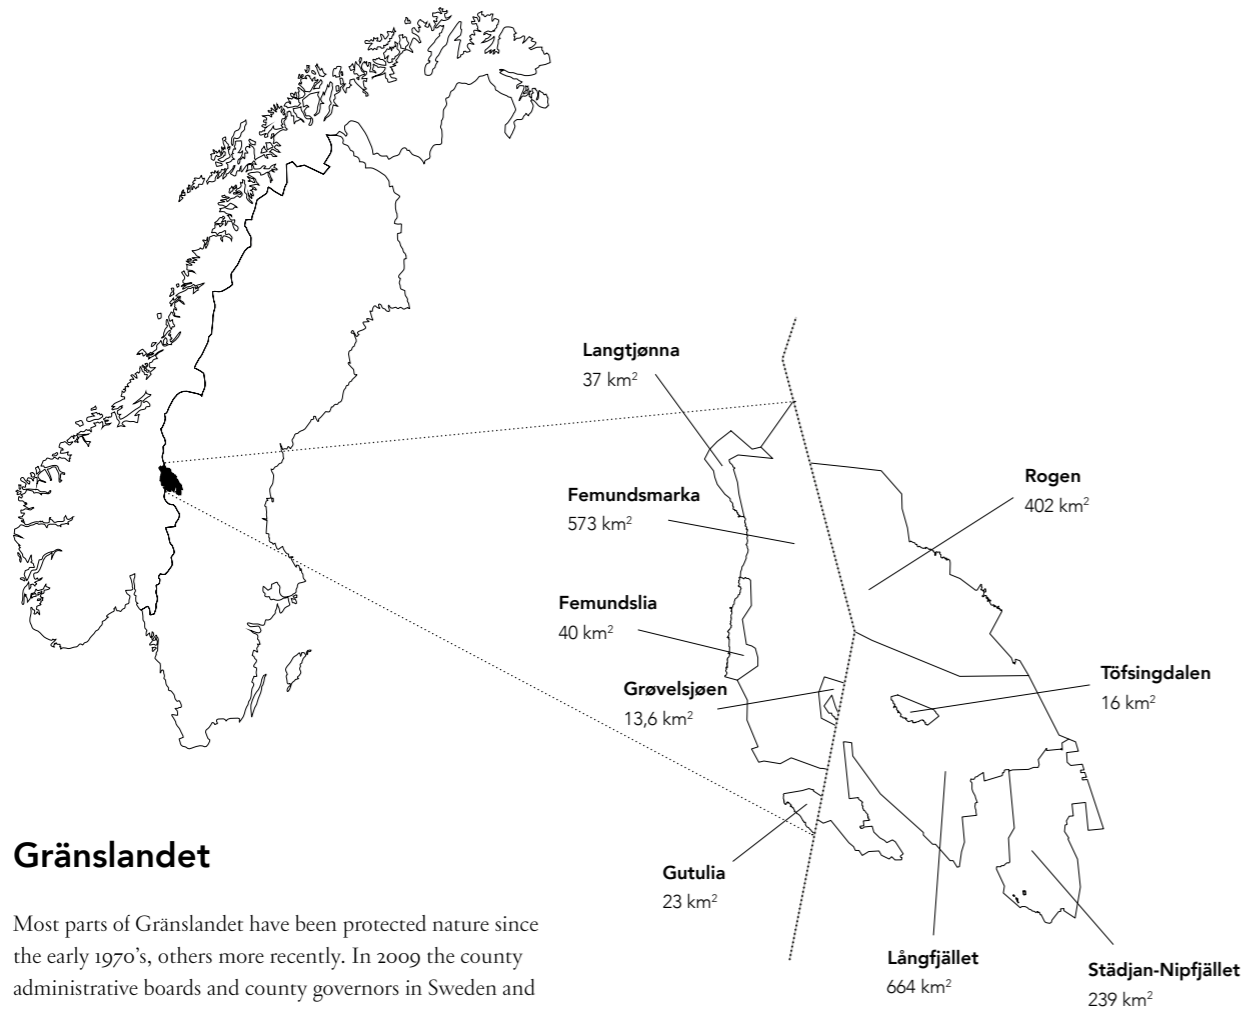 Langtjønna
37 km²
Rogen
402 km²
Femundsmarka
573 km²
Femundslia
40 km²
Töfsingdalen
16 km²
Grøvelsjøen
13,6 km²
Gutulia
23 km²
Långfjället
664 km²
Städjan-Nipfjället
239 km²
Gränslandet
Most parts of Gränslandet have been protected nature since
the early 1970’s, others more recently. In 2009 the county
administrative boards and county governors in Sweden and